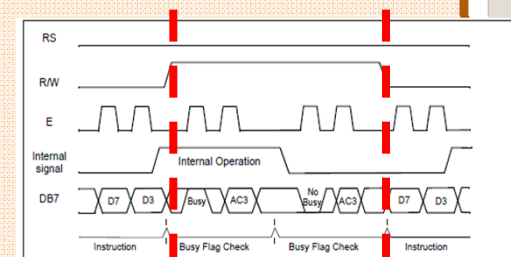 RS
R/W
E
Internal
signal
Internal Operation
DB7
D7
D3
Busy
AC3
No
Busy
AC3
D7
D3
Instruction
Busy Flag Check
Busy Flag Check
Instruction